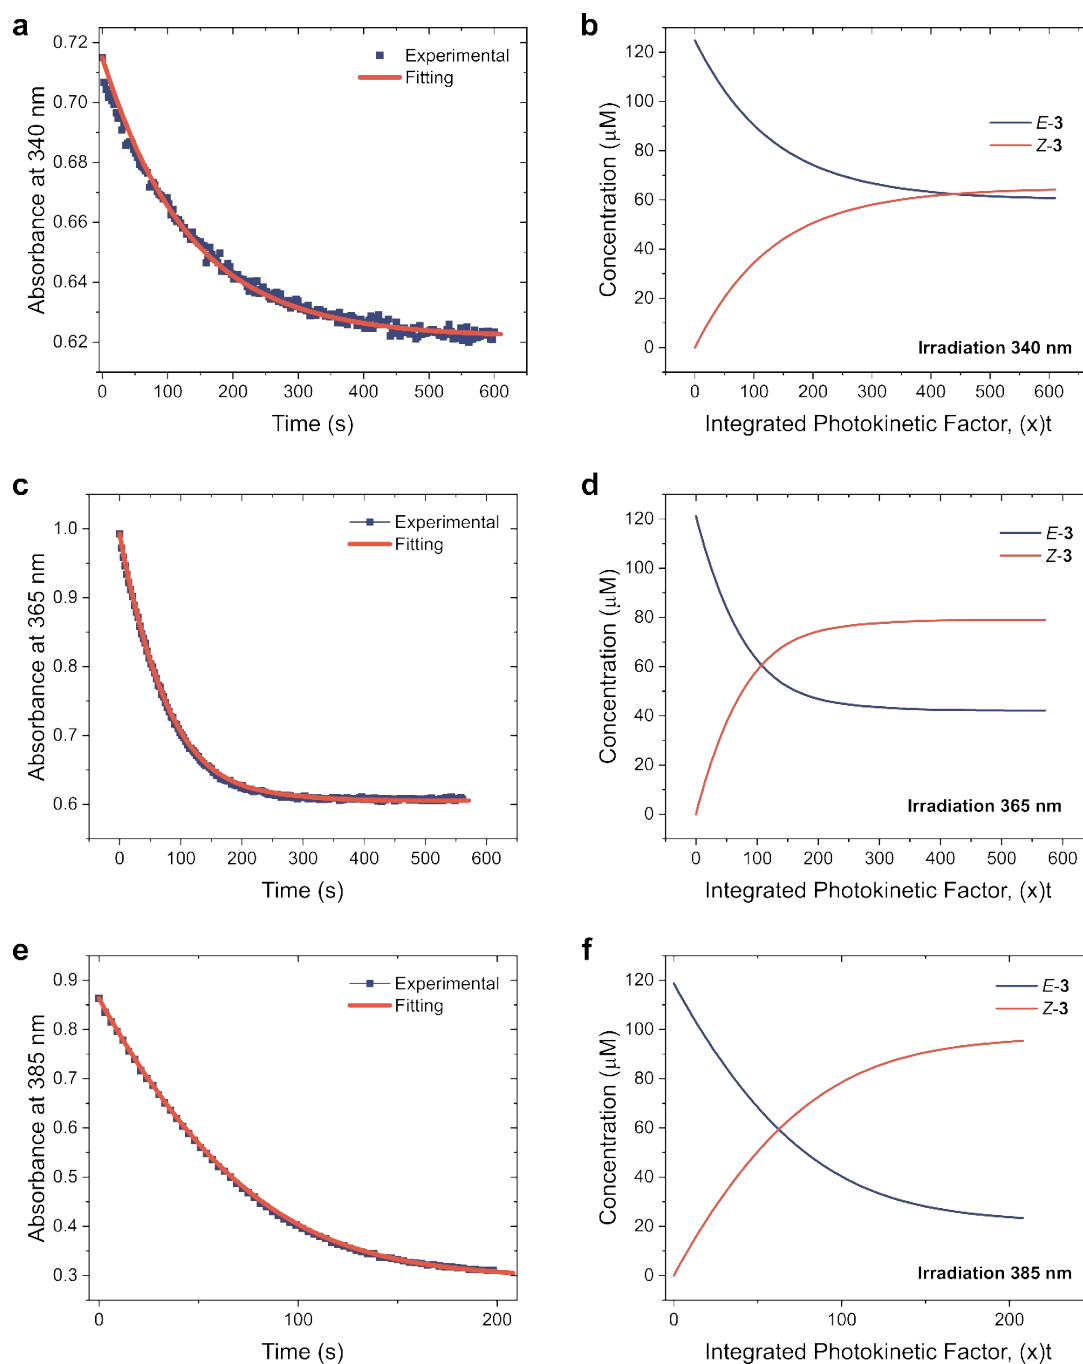 a
0.72
0.70
0.68
0.66
0.64
0.62
0 100 200 300 400 500 600
Absorbance at 340 nm
Time (s)
Experimental
Fitting
b
120
100
80
60
40
20
0
0 100 200 300 400 500 600
Concentration (μM)
Integrated Photokinetic Factor, (x)t
E-3
Z-3
Irradiation 340 nm
c
1.0
0.9
0.8
0.7
0.6
0 100 200 300 400 500 600
Absorbance at 365 nm
Time (s)
Experimental
Fitting
d
120
100
80
60
40
20
0
0 100 200 300 400 500 600
Concentration (μM)
Integrated Photokinetic Factor, (x)t
E-3
Z-3
Irradiation 365 nm
e
0.9
0.8
0.7
0.6
0.5
0.4
0.3
0 100 200
Absorbance at 385 nm
Time (s)
Experimental
Fitting
f
120
100
80
60
40
20
0
0 100 200
Concentration (μM)
Integrated Photokinetic Factor, (x)t
E-3
Z-3
Irradiation 385 nm